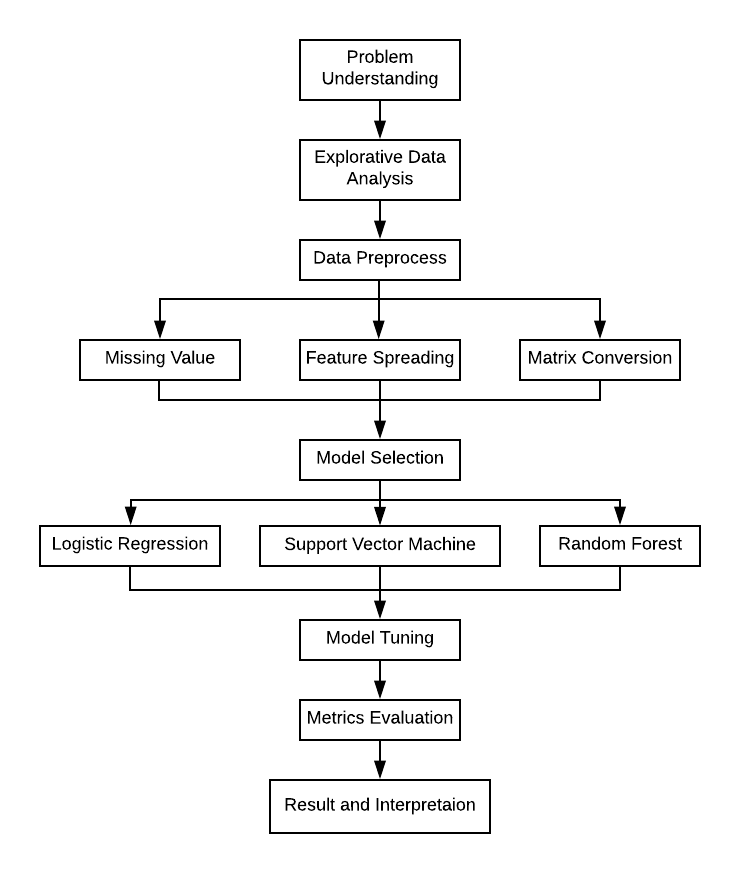 Problem
Understanding
Explorative Data
Analysis
Data Preprocess
Missing Value
Feature Spreading
Matrix Conversion
Model Selection
Logistic Regression
Support Vector Machine
Random Forest
Model Tuning
Metrics Evaluation
Result and Interpretaion